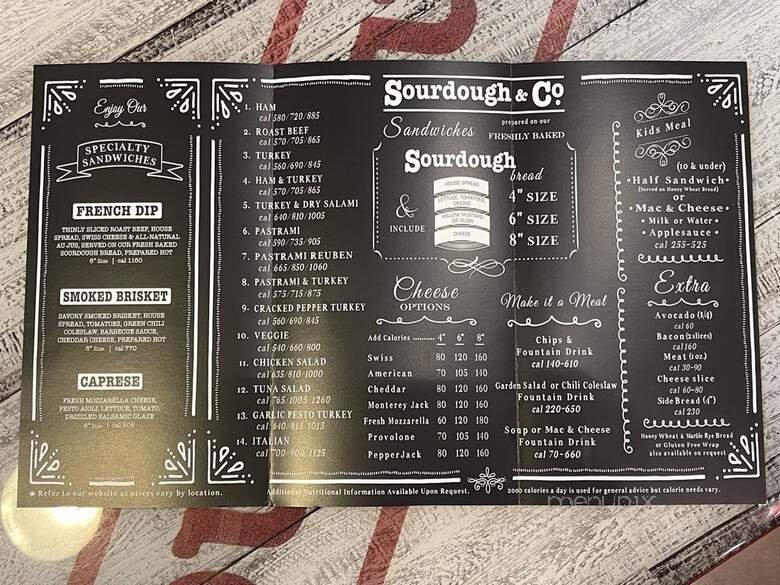 Enjoy Our
SPECIALTY
SANDWICHES
FRENCH DIP
THINLY SLICED ROAST BEEF, HOUSE
SPREAD, SWISS CHEESE & ALL-NATURAL
AU JUS, SERVED ON OUR FRESH BAKED
SOURDOUGH BREAD, PREPARED HOT
6" Size | cal 1160
SMOKED BRISKET
SAVORY SMOKED BRISKET, HOUSE
SPREAD, TOMATOES, GREEN CHILI
COLESLAW, BARBECUE SAUCE,
CHEDDAR CHEESE, PREPARED HOT
6" Size | cal 770
CAPRESE
FRESH MOZZARELLA CHEESE,
PESTO AIOLI, LETTUCE, TOMATO,
DRIZZLED BALSAMIC GLAZE
6" Size | cal
* Refer to our website as prices vary by location.
1. HAM
cal 580/720/885
2. ROAST BEEF
cal 570/705/865
3. TURKEY
cal 560/690/845
4. HAM & TURKEY
cal 570/705/865
5. TURKEY & DRY SALAMI
cal 640/810/1005
6. PASTRAMI
cal 590/735/905
7. PASTRAMI REUBEN
cal 665/850/1060
8. PASTRAMI & TURKEY
cal 575/715/875
9. CRACKED PEPPER TURKEY
cal 560/690/845
10. VEGGIE
cal 540/660/800
11. CHICKEN SALAD
cal 635/810/1000
12. TUNA SALAD
cal 765/1005/1260
13. GARLIC PESTO TURKEY
cal 640/813/1015
14. ITALIAN
cal 700/900/1125
Sourdough & Co.
Sandwiches
prepared on our
FRESHLY BAKED
Sourdough
bread
HOUSE SPREAD
LETTUCE, TOMATOES,
ONIONS
YELLOW MUSTARD
OR DIJON
CHEESE
&
INCLUDE
4" SIZE
6" SIZE
8" SIZE
Cheese
OPTIONS
Add Calories .......... 4" 6" 8"
Swiss 80 120 160
American 70 105 140
Cheddar 80 120 160
Monterey Jack 80 120 160
Fresh Mozzarella 60 120 180
Provolone 70 105 140
PepperJack 80 120 160
Make it a Meal
Chips &
Fountain Drink
cal 140-610
Garden Salad or Chili Coleslaw
Fountain Drink
cal 220-650
Soup or Mac & Cheese
Fountain Drink
cal 70-660
Kids Meal
(10 & under)
• Half Sandwich •
(Served on Honey Wheat Bread)
or
• Mac & Cheese •
• Milk or Water •
• Applesauce •
cal 255-525
Extra
Avocado (1/4)
cal 60
Bacon (2 slices)
cal 160
Meat (1oz.)
cal 30-90
Cheese slice
cal 60-80
Side Bread (4")
cal 230
Honey Wheat & Marble Rye Bread
or Gluten Free Wrap
also available on request
Additional Nutritional Information Available Upon Request.
2000 calories a day is used for general advice but calorie needs vary.
menupix